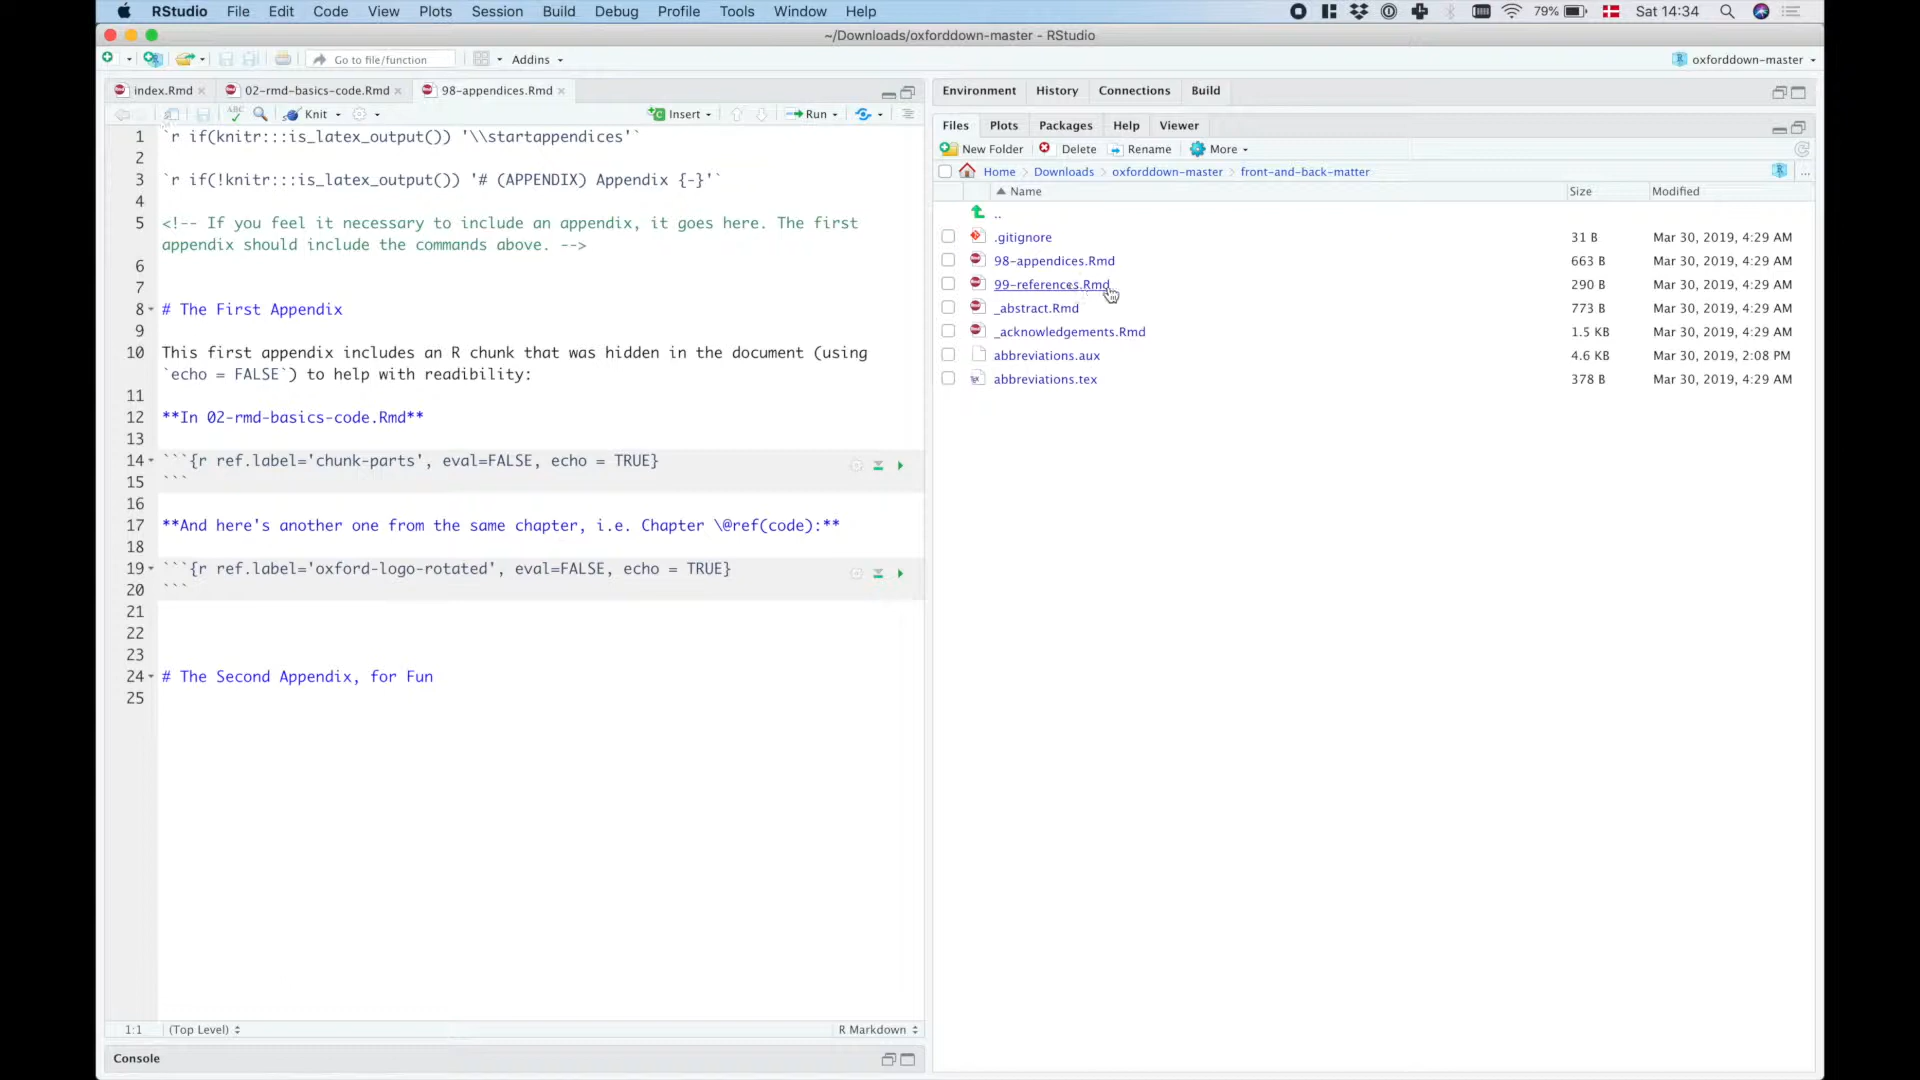 RStudio File Edit Code View Plots Session Build Debug Profile Tools Window Help 79% Sat 14:34
~/Downloads/oxforddown-master - RStudio
Go to file/function Addins oxforddown-master
index.Rmd 02-rmd-basics-code.Rmd 98-appendices.Rmd
ABC Knit Insert Run
1 `r if(knitr:::is_latex_output()) '\\startappendices'`
2
3 `r if(!knitr:::is_latex_output()) '# (APPENDIX) Appendix {-}'`
4
5 <!-- If you feel it necessary to include an appendix, it goes here. The first
appendix should include the commands above. -->
6
7
8 # The First Appendix
9
10 This first appendix includes an R chunk that was hidden in the document (using
`echo = FALSE`) to help with readibility:
11
12 **In 02-rmd-basics-code.Rmd**
13
14 ```{r ref.label='chunk-parts', eval=FALSE, echo = TRUE}
15 ```
16
17 **And here's another one from the same chapter, i.e. Chapter \@ref(code):**
18
19 ```{r ref.label='oxford-logo-rotated', eval=FALSE, echo = TRUE}
20 ```
21
22
23
24 # The Second Appendix, for Fun
25
1:1 (Top Level) R Markdown
Console
Environment History Connections Build
Files Plots Packages Help Viewer
New Folder Delete Rename More
Home Downloads oxforddown-master front-and-back-matter ...
Name Size Modified
..
.gitignore 31 B Mar 30, 2019, 4:29 AM
98-appendices.Rmd 663 B Mar 30, 2019, 4:29 AM
99-references.Rmd 290 B Mar 30, 2019, 4:29 AM
_abstract.Rmd 773 B Mar 30, 2019, 4:29 AM
_acknowledgements.Rmd 1.5 KB Mar 30, 2019, 4:29 AM
abbreviations.aux 4.6 KB Mar 30, 2019, 2:08 PM
abbreviations.tex 378 B Mar 30, 2019, 4:29 AM